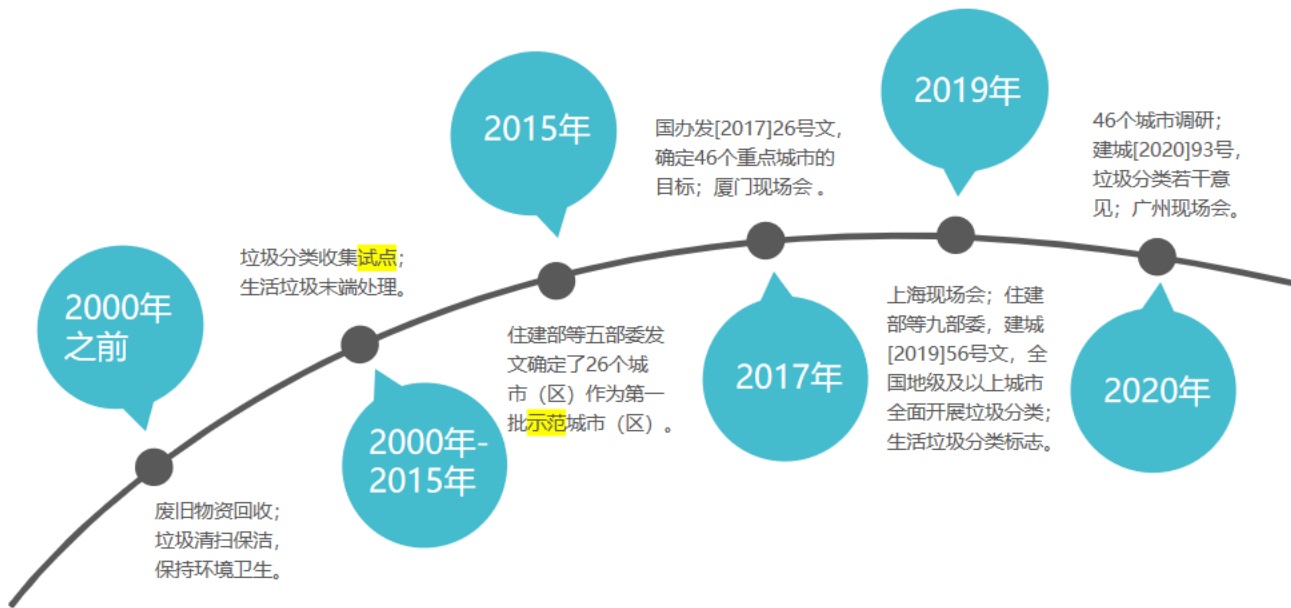 2000年
之前
废旧物资回收；
垃圾清扫保洁，
保持环境卫生。
2000年-
2015年
垃圾分类收集试点；
生活垃圾末端处理。
2015年
住建部等五部委发
文确定了26个城
市（区）作为第一
批示范城市（区）。
2017年
国办发[2017]26号文，
确定46个重点城市的
目标；厦门现场会 。
2019年
上海现场会；住建
部等九部委，建城
[2019]56号文，全
国地级及以上城市
全面开展垃圾分类；
生活垃圾分类标志。
2020年
46个城市调研；
建城[2020]93号，
垃圾分类若干意
见；广州现场会。